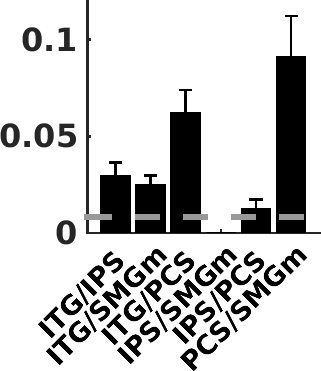 0.1
0.05
0
ITG/IPS
ITG/SMGm
ITG/PCS
IPS/SMGm
IPS/PCS
PCS/SMGm